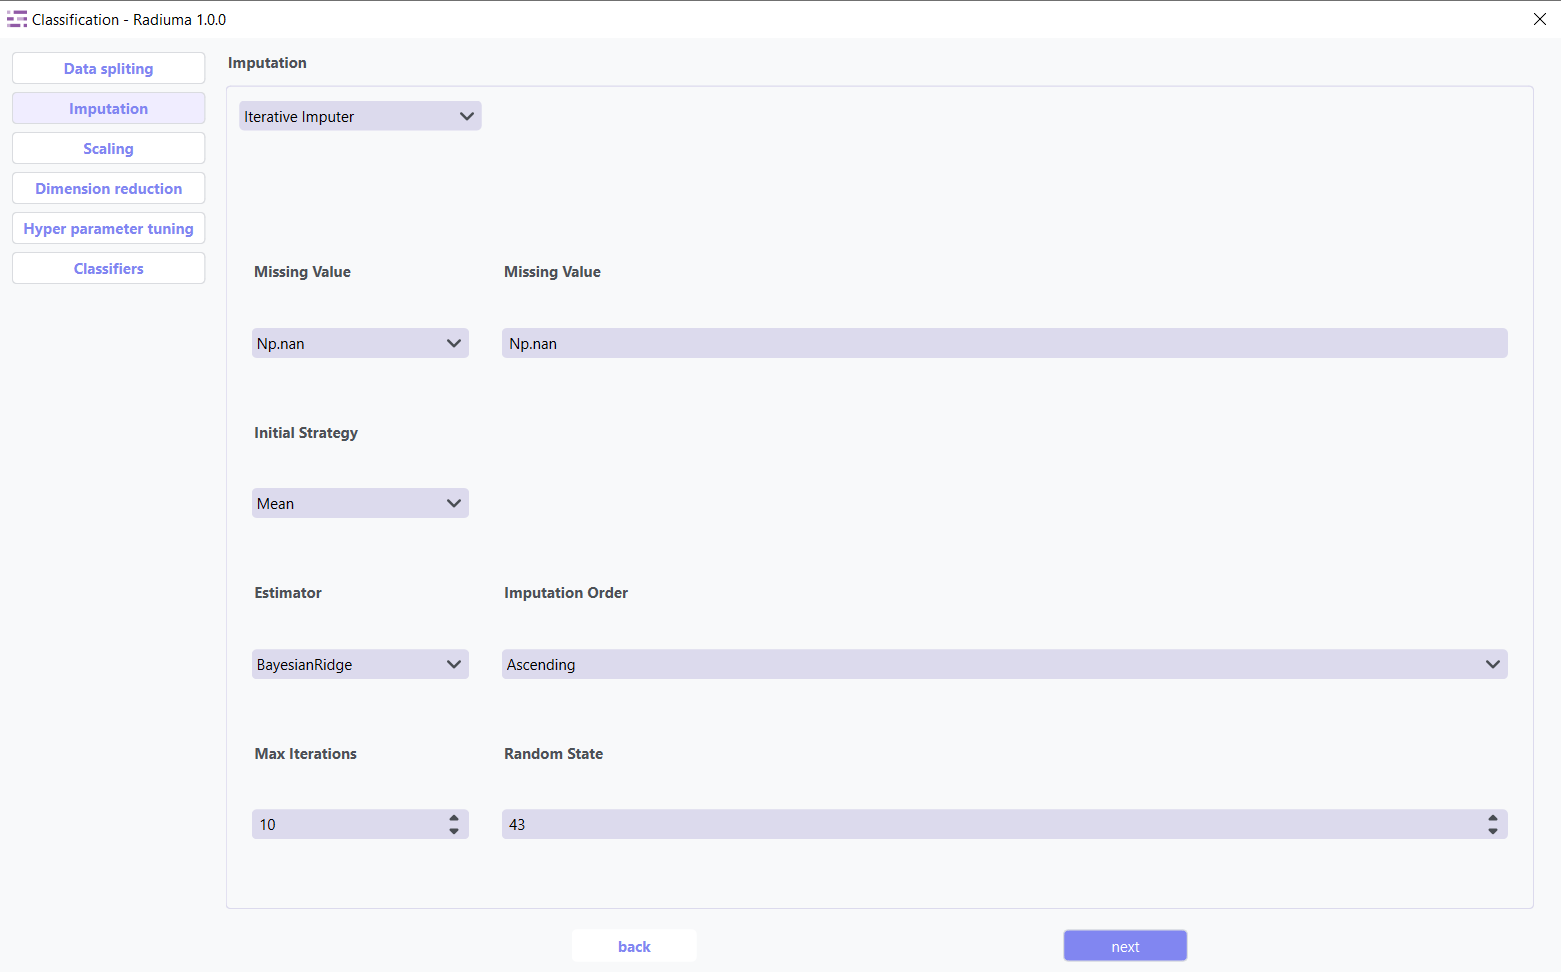 Classification - Radiuma 1.0.0
Data spliting
Imputation
Scaling
Dimension reduction
Hyper parameter tuning
Classifiers
Imputation
Iterative Imputer
Missing Value
Missing Value
Np.nan
Np.nan
Initial Strategy
Mean
Estimator
Imputation Order
BayesianRidge
Ascending
Max Iterations
Random State
10
43
back
next